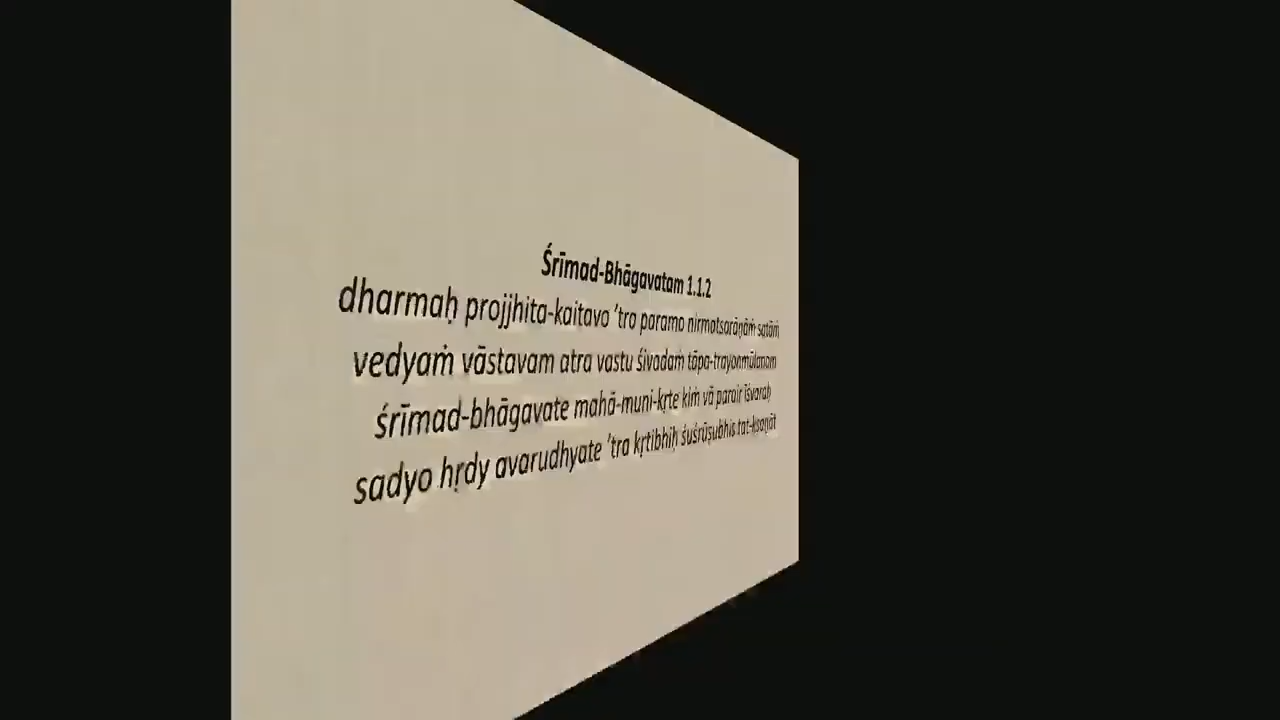 Śrīmad-Bhāgavatam 1.1.2
dharmaḥ projjhita-kaitavo 'tra paramo nirmatsarāṇāṁ satāṁ
vedyaṁ vāstavam atra vastu śivadaṁ tāpa-trayonmūlanam
śrīmad-bhāgavate mahā-muni-kṛte kiṁ vā parair īśvaraḥ
sadyo hṛdy avarudhyate 'tra kṛtibhiḥ śuśrūṣubhis tat-kṣaṇāt